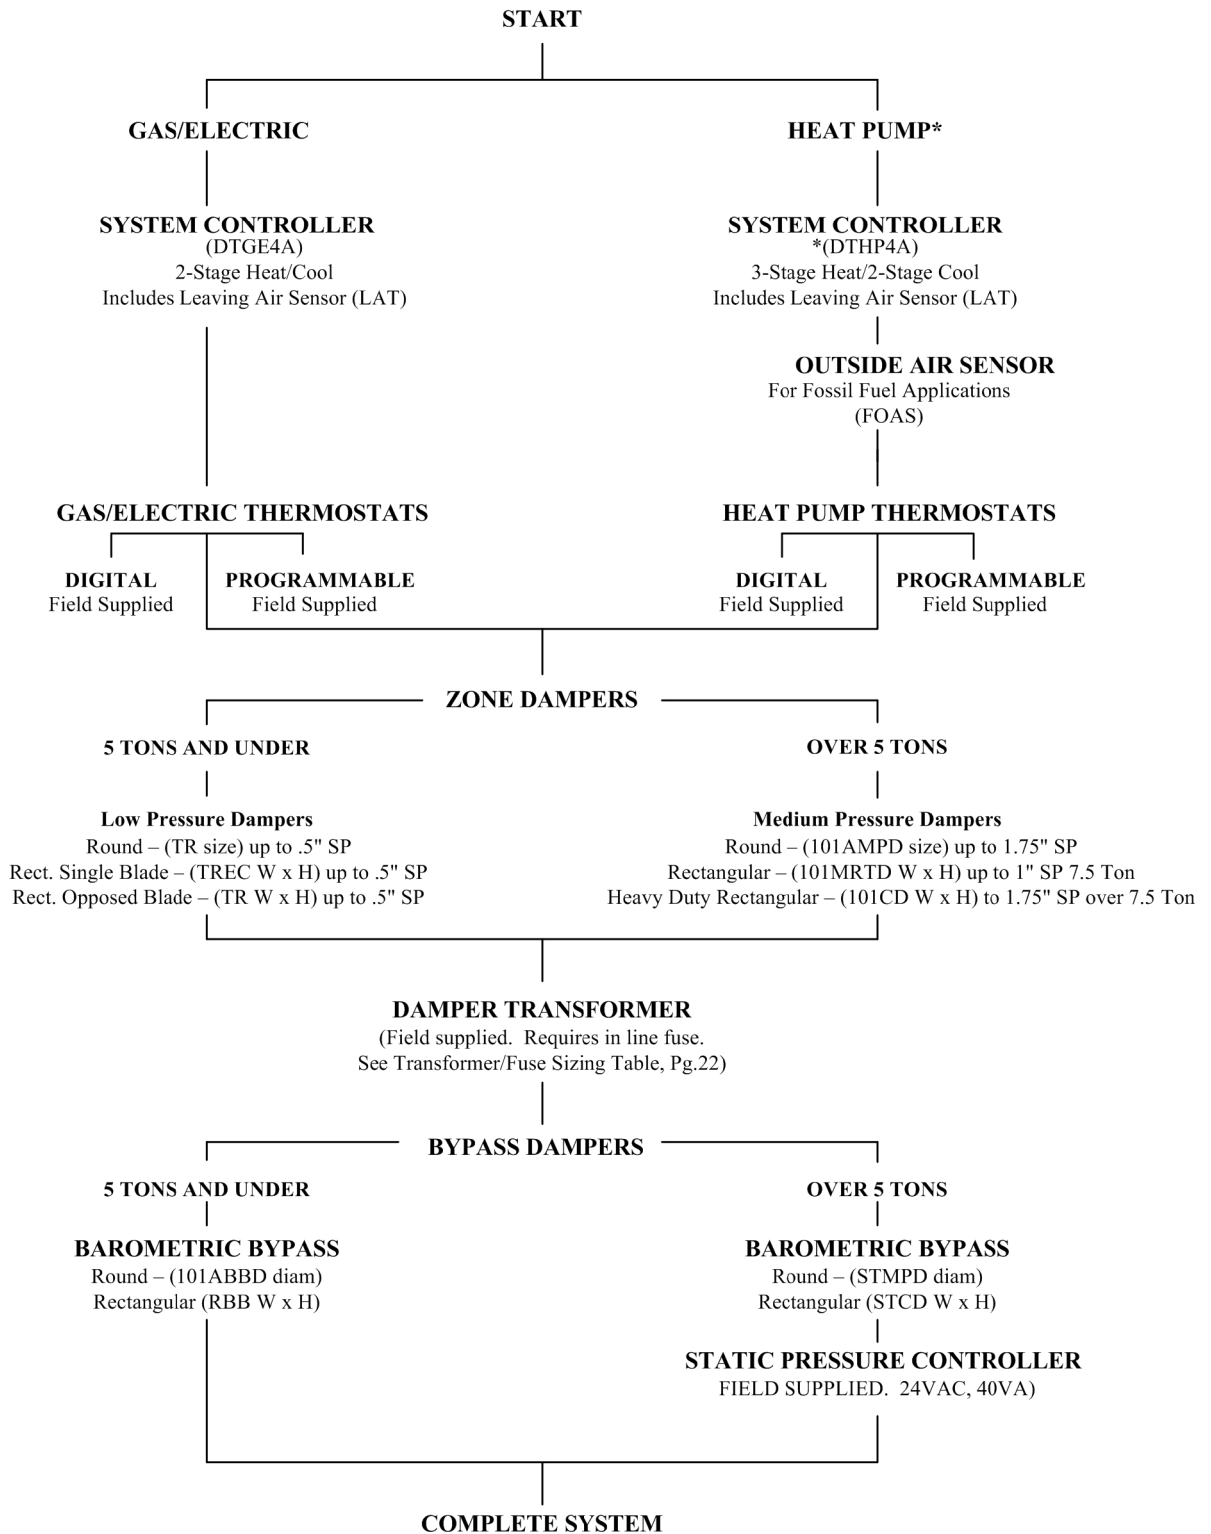 START
GAS/ELECTRIC
HEAT PUMP*
SYSTEM CONTROLLER
(DTGE4A)
2-Stage Heat/Cool
Includes Leaving Air Sensor (LAT)
SYSTEM CONTROLLER
*(DTHP4A)
3-Stage Heat/2-Stage Cool
Includes Leaving Air Sensor (LAT)
OUTSIDE AIR SENSOR
For Fossil Fuel Applications
(FOAS)
GAS/ELECTRIC THERMOSTATS
DIGITAL
Field Supplied
PROGRAMMABLE
Field Supplied
HEAT PUMP THERMOSTATS
DIGITAL
Field Supplied
PROGRAMMABLE
Field Supplied
ZONE DAMPERS
5 TONS AND UNDER
Low Pressure Dampers
Round – (TR size) up to .5" SP
Rect. Single Blade – (TREC W x H) up to .5" SP
Rect. Opposed Blade – (TR W x H) up to .5" SP
OVER 5 TONS
Medium Pressure Dampers
Round – (101AMPD size) up to 1.75" SP
Rectangular – (101MRTD W x H) up to 1" SP 7.5 Ton
Heavy Duty Rectangular – (101CD W x H) to 1.75" SP over 7.5 Ton
DAMPER TRANSFORMER
(Field supplied. Requires in line fuse.
See Transformer/Fuse Sizing Table, Pg.22)
BYPASS DAMPERS
5 TONS AND UNDER
BAROMETRIC BYPASS
Round – (101ABBD diam)
Rectangular (RBB W x H)
OVER 5 TONS
BAROMETRIC BYPASS
Round – (STMPD diam)
Rectangular (STCD W x H)
STATIC PRESSURE CONTROLLER
FIELD SUPPLIED. 24VAC, 40VA)
COMPLETE SYSTEM